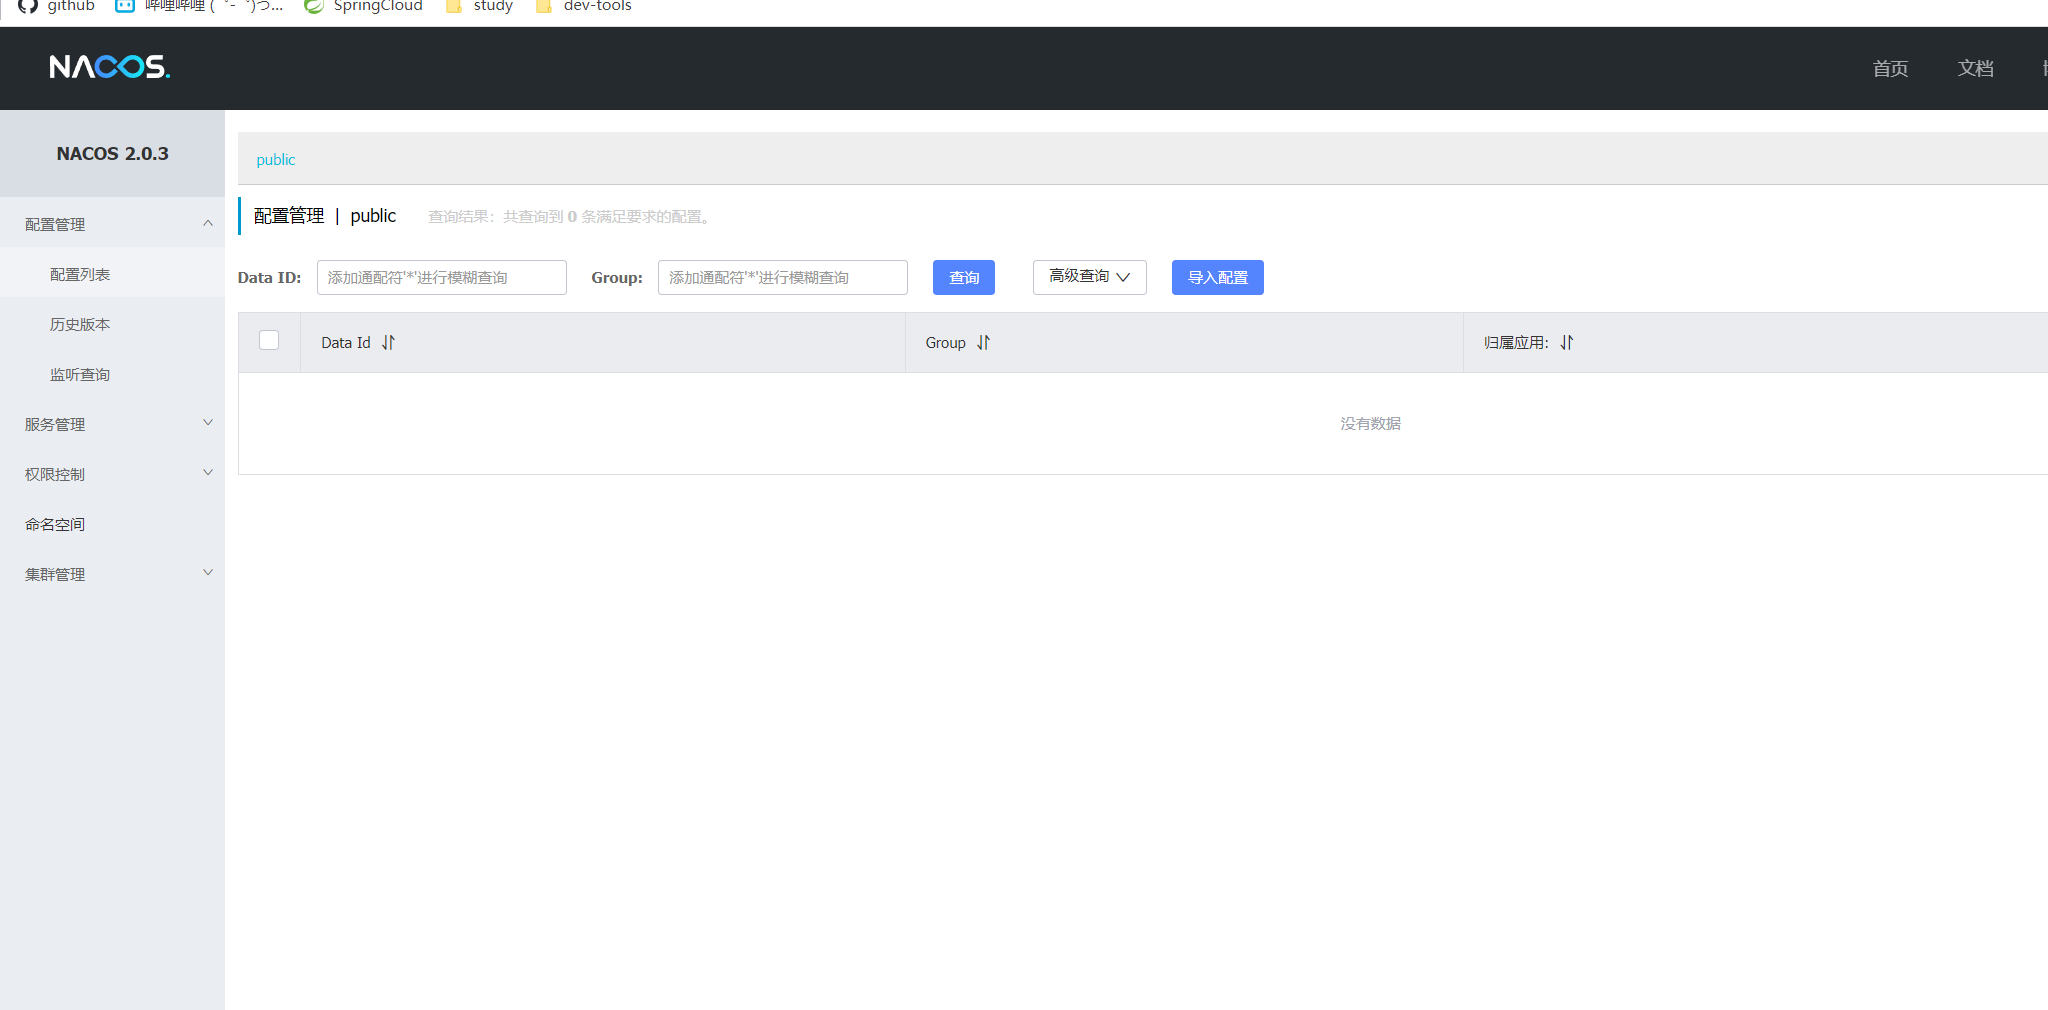 github 哔哩哔哩 (゜-゜)つ... SpringCloud study dev-tools
NACOS.
首页 文档
NACOS 2.0.3
public
配置管理
配置管理 | public 查询结果：共查询到 0 条满足要求的配置。
配置列表
Data ID: 添加通配符'*'进行模糊查询 Group: 添加通配符'*'进行模糊查询 查询 高级查询 导入配置
历史版本
Data Id Group 归属应用:
监听查询
服务管理
没有数据
权限控制
命名空间
集群管理